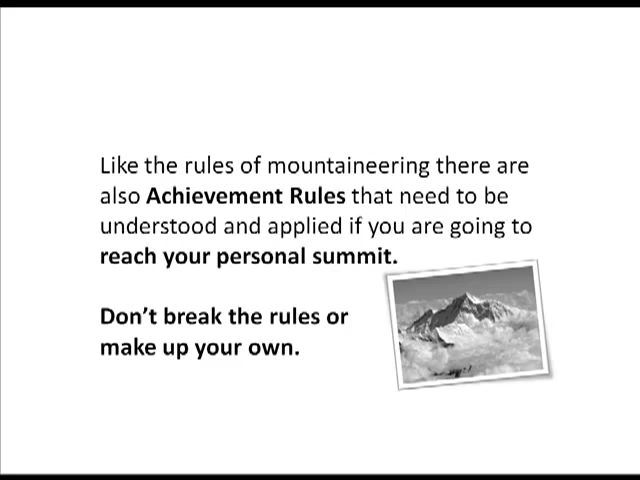 Like the rules of mountaineering there are
also Achievement Rules that need to be
understood and applied if you are going to
reach your personal summit.
Don’t break the rules or
make up your own.